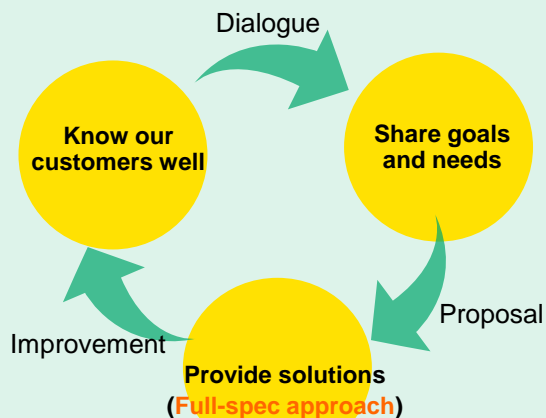 Dialogue
Know our
customers well
Share goals
and needs
Proposal
Improvement
Provide solutions
(Full-spec approach)